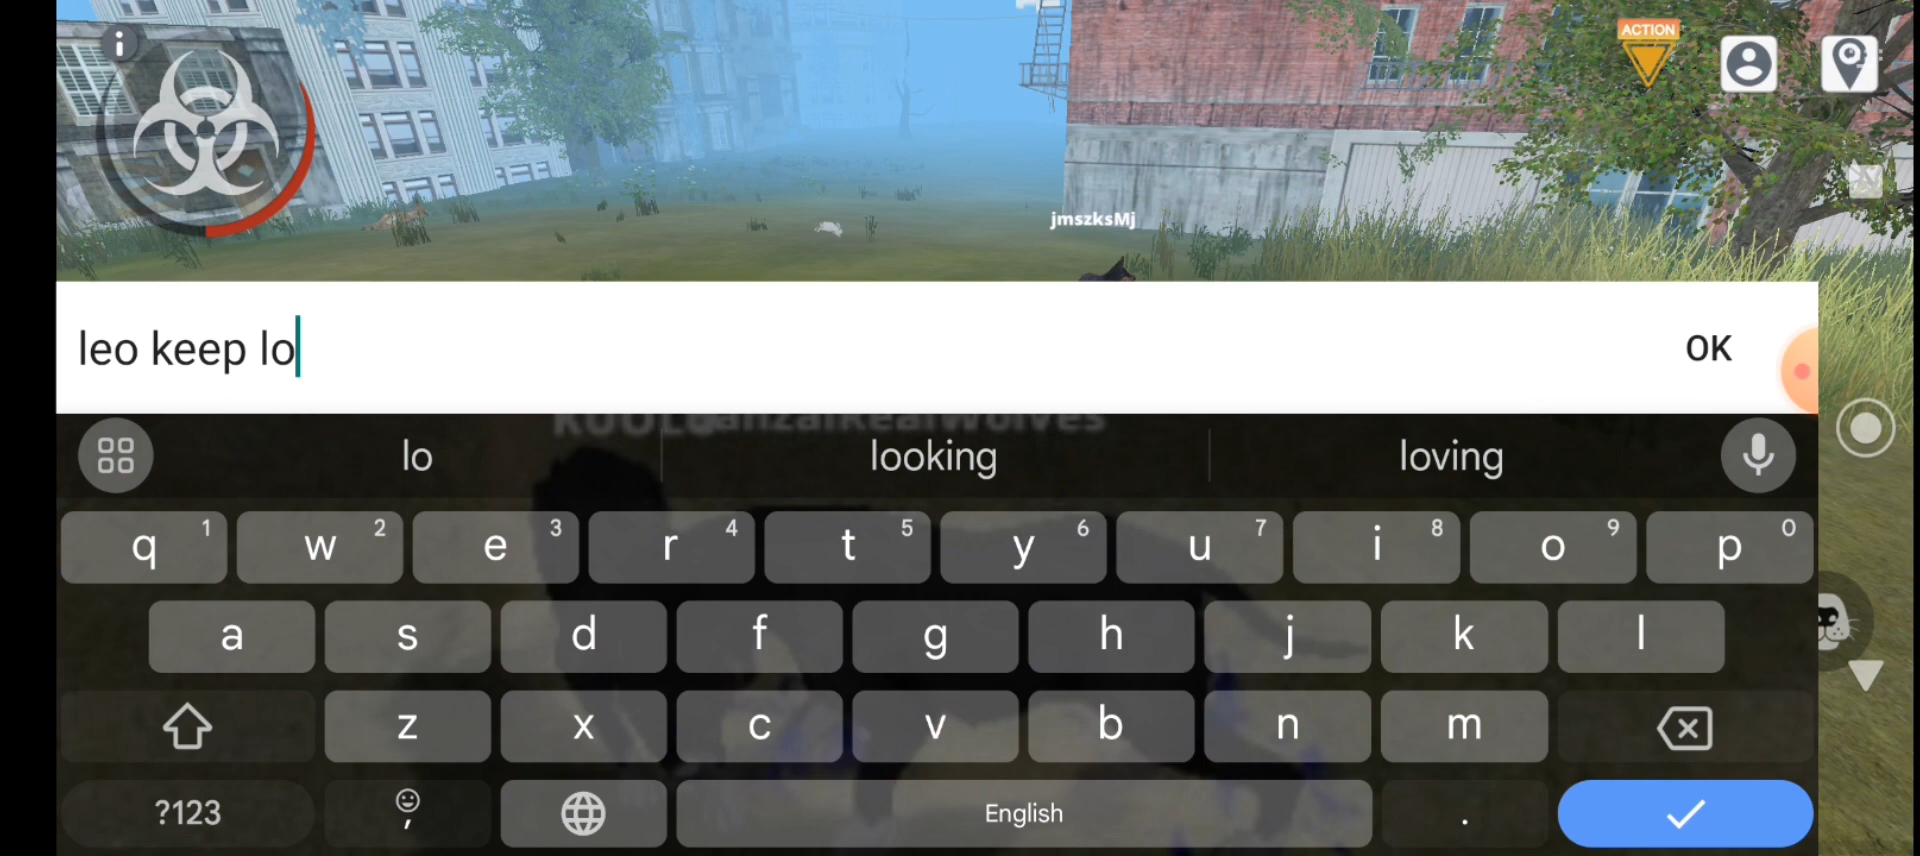 i
ACTION
jmszksMj
leo keep lo
OK
lo looking loving
q 1 w 2 e 3 r 4 t 5 y 6 u 7 i 8 o 9 p 0
a s d f g h j k l
z x c v b n m
?123 , English .